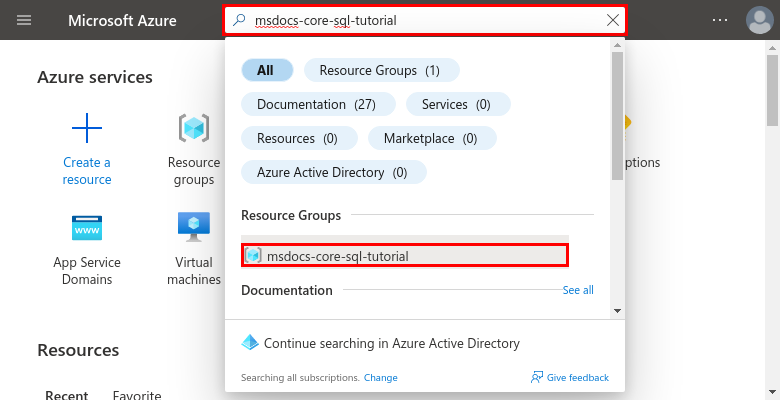 Microsoft Azure
msdocs-core-sql-tutorial
...
Azure services
All
Resource Groups (1)
Documentation (27)
Services (0)
Resources (0)
Marketplace (0)
Azure Active Directory (0)
Create a
resource
Resource
groups
ptions
Resource Groups
msdocs-core-sql-tutorial
WWW
App Service
Domains
Virtual
machines
Documentation
See all
Continue searching in Azure Active Directory
Searching all subscriptions. Change
Give feedback
Resources
Recent
Favorite